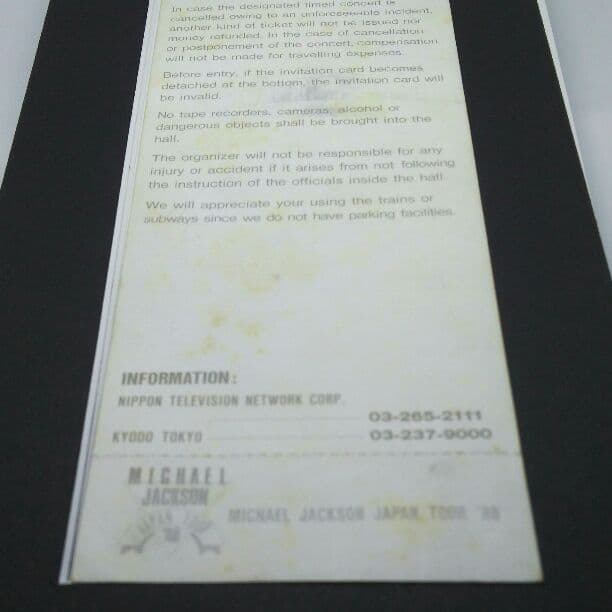 In case the designated timed concert is
cancelled owing to an unforeseeable incident,
another kind of ticket will not be issued nor
money refunded. In the case of cancellation
or postponement of the concert, compensation
will not be made for travelling expenses.
Before entry, if the invitation card becomes
detached at the bottom, the invitation card will
be invalid.
No tape recorders, cameras, alcohol or
dangerous objects shall be brought into the
hall.
The organizer will not be responsible for any
injury or accident if it arises from not following
the instruction of the officials inside the hall.
We will appreciate your using the trains or
subways since we do not have parking facilities.
INFORMATION:
NIPPON TELEVISION NETWORK CORP.
03-265-2111
KYODO TOKYO 03-237-9000
MICHAEL
JACKSON
MICHAEL JACKSON JAPAN TOUR '88